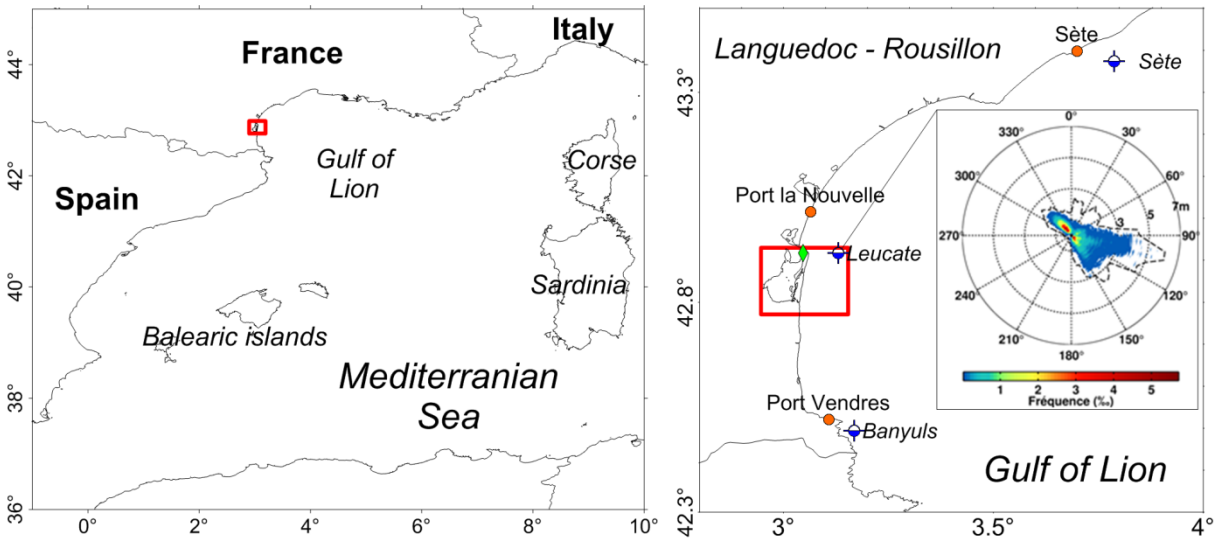 France
Italy
Spain
Gulf of
Lion
Corse
Sardinia
Balearic islands
Mediterranian
Sea
44°
42°
40°
38°
36°
0°
2°
4°
6°
8°
10°
Languedoc - Rousillon
Sète
Sète
Port la Nouvelle
Leucate
Port Vendres
Banyuls
Gulf of Lion
43.3°
42.8°
42.3°
3°
3.5°
4°
0°
330°
30°
300°
60°
7m
5
3
270°
90°
240°
120°
210°
150°
180°
1 2 3 4 5
Fréquence (‰)